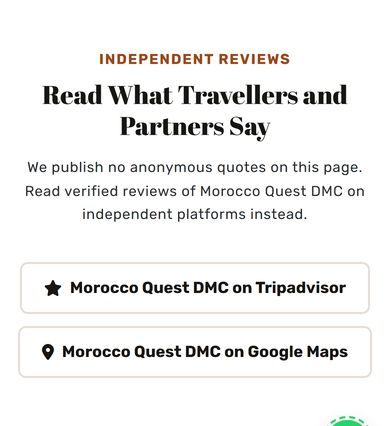 INDEPENDENT REVIEWS
Read What Travellers and
Partners Say
We publish no anonymous quotes on this page.
Read verified reviews of Morocco Quest DMC on
independent platforms instead.
Morocco Quest DMC on Tripadvisor
Morocco Quest DMC on Google Maps